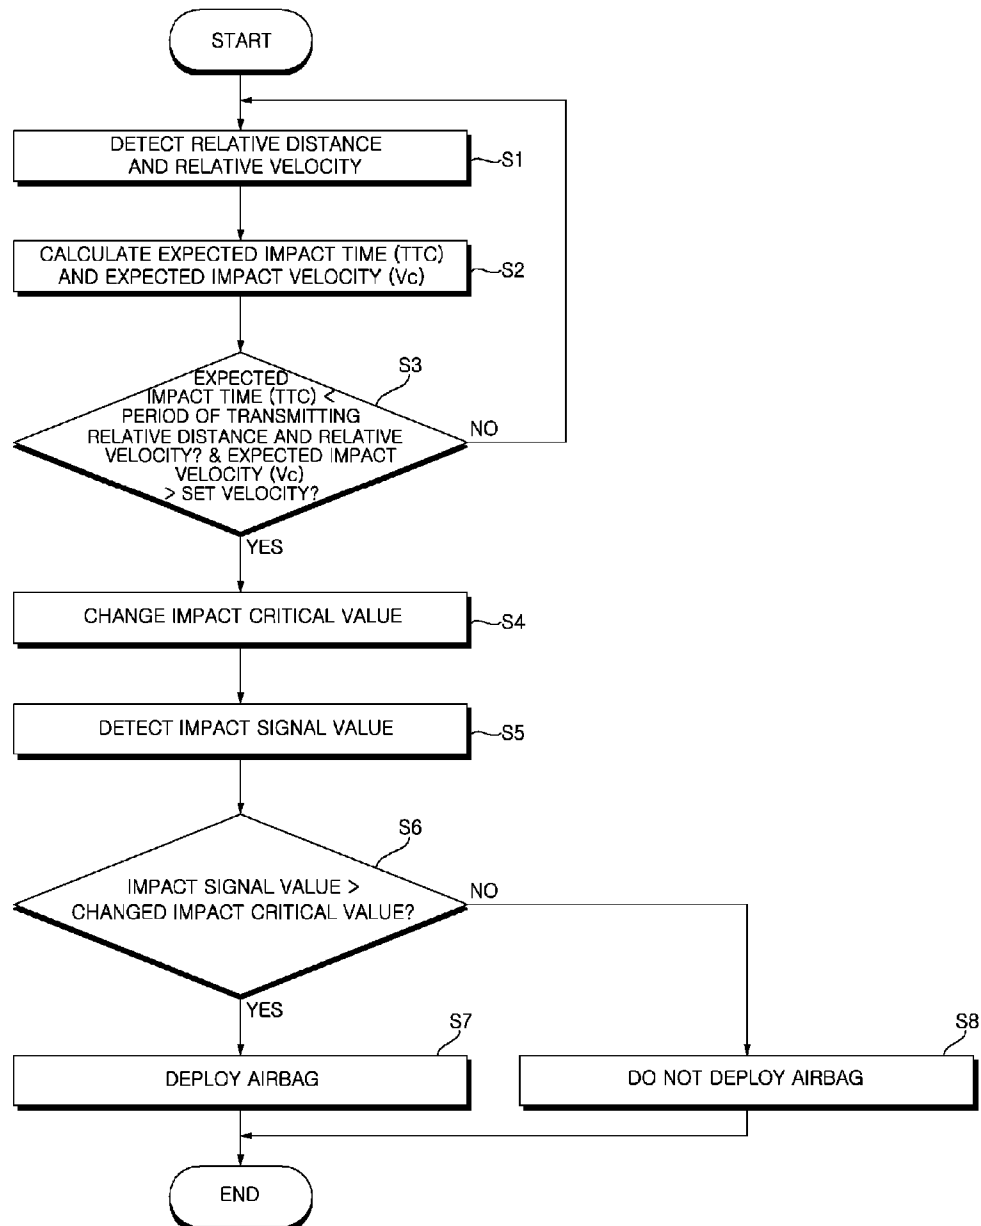 START
DETECT RELATIVE DISTANCE
AND RELATIVE VELOCITY
S1
CALCULATE EXPECTED IMPACT TIME (TTC)
AND EXPECTED IMPACT VELOCITY (Vc)
S2
S3
EXPECTED
IMPACT TIME (TTC) <
PERIOD OF TRANSMITTING
RELATIVE DISTANCE AND RELATIVE
VELOCITY? & EXPECTED IMPACT
VELOCITY (Vc)
> SET VELOCITY?
NO
YES
CHANGE IMPACT CRITICAL VALUE
S4
DETECT IMPACT SIGNAL VALUE
S5
S6
IMPACT SIGNAL VALUE >
CHANGED IMPACT CRITICAL VALUE?
NO
YES
S7
DEPLOY AIRBAG
S8
DO NOT DEPLOY AIRBAG
END